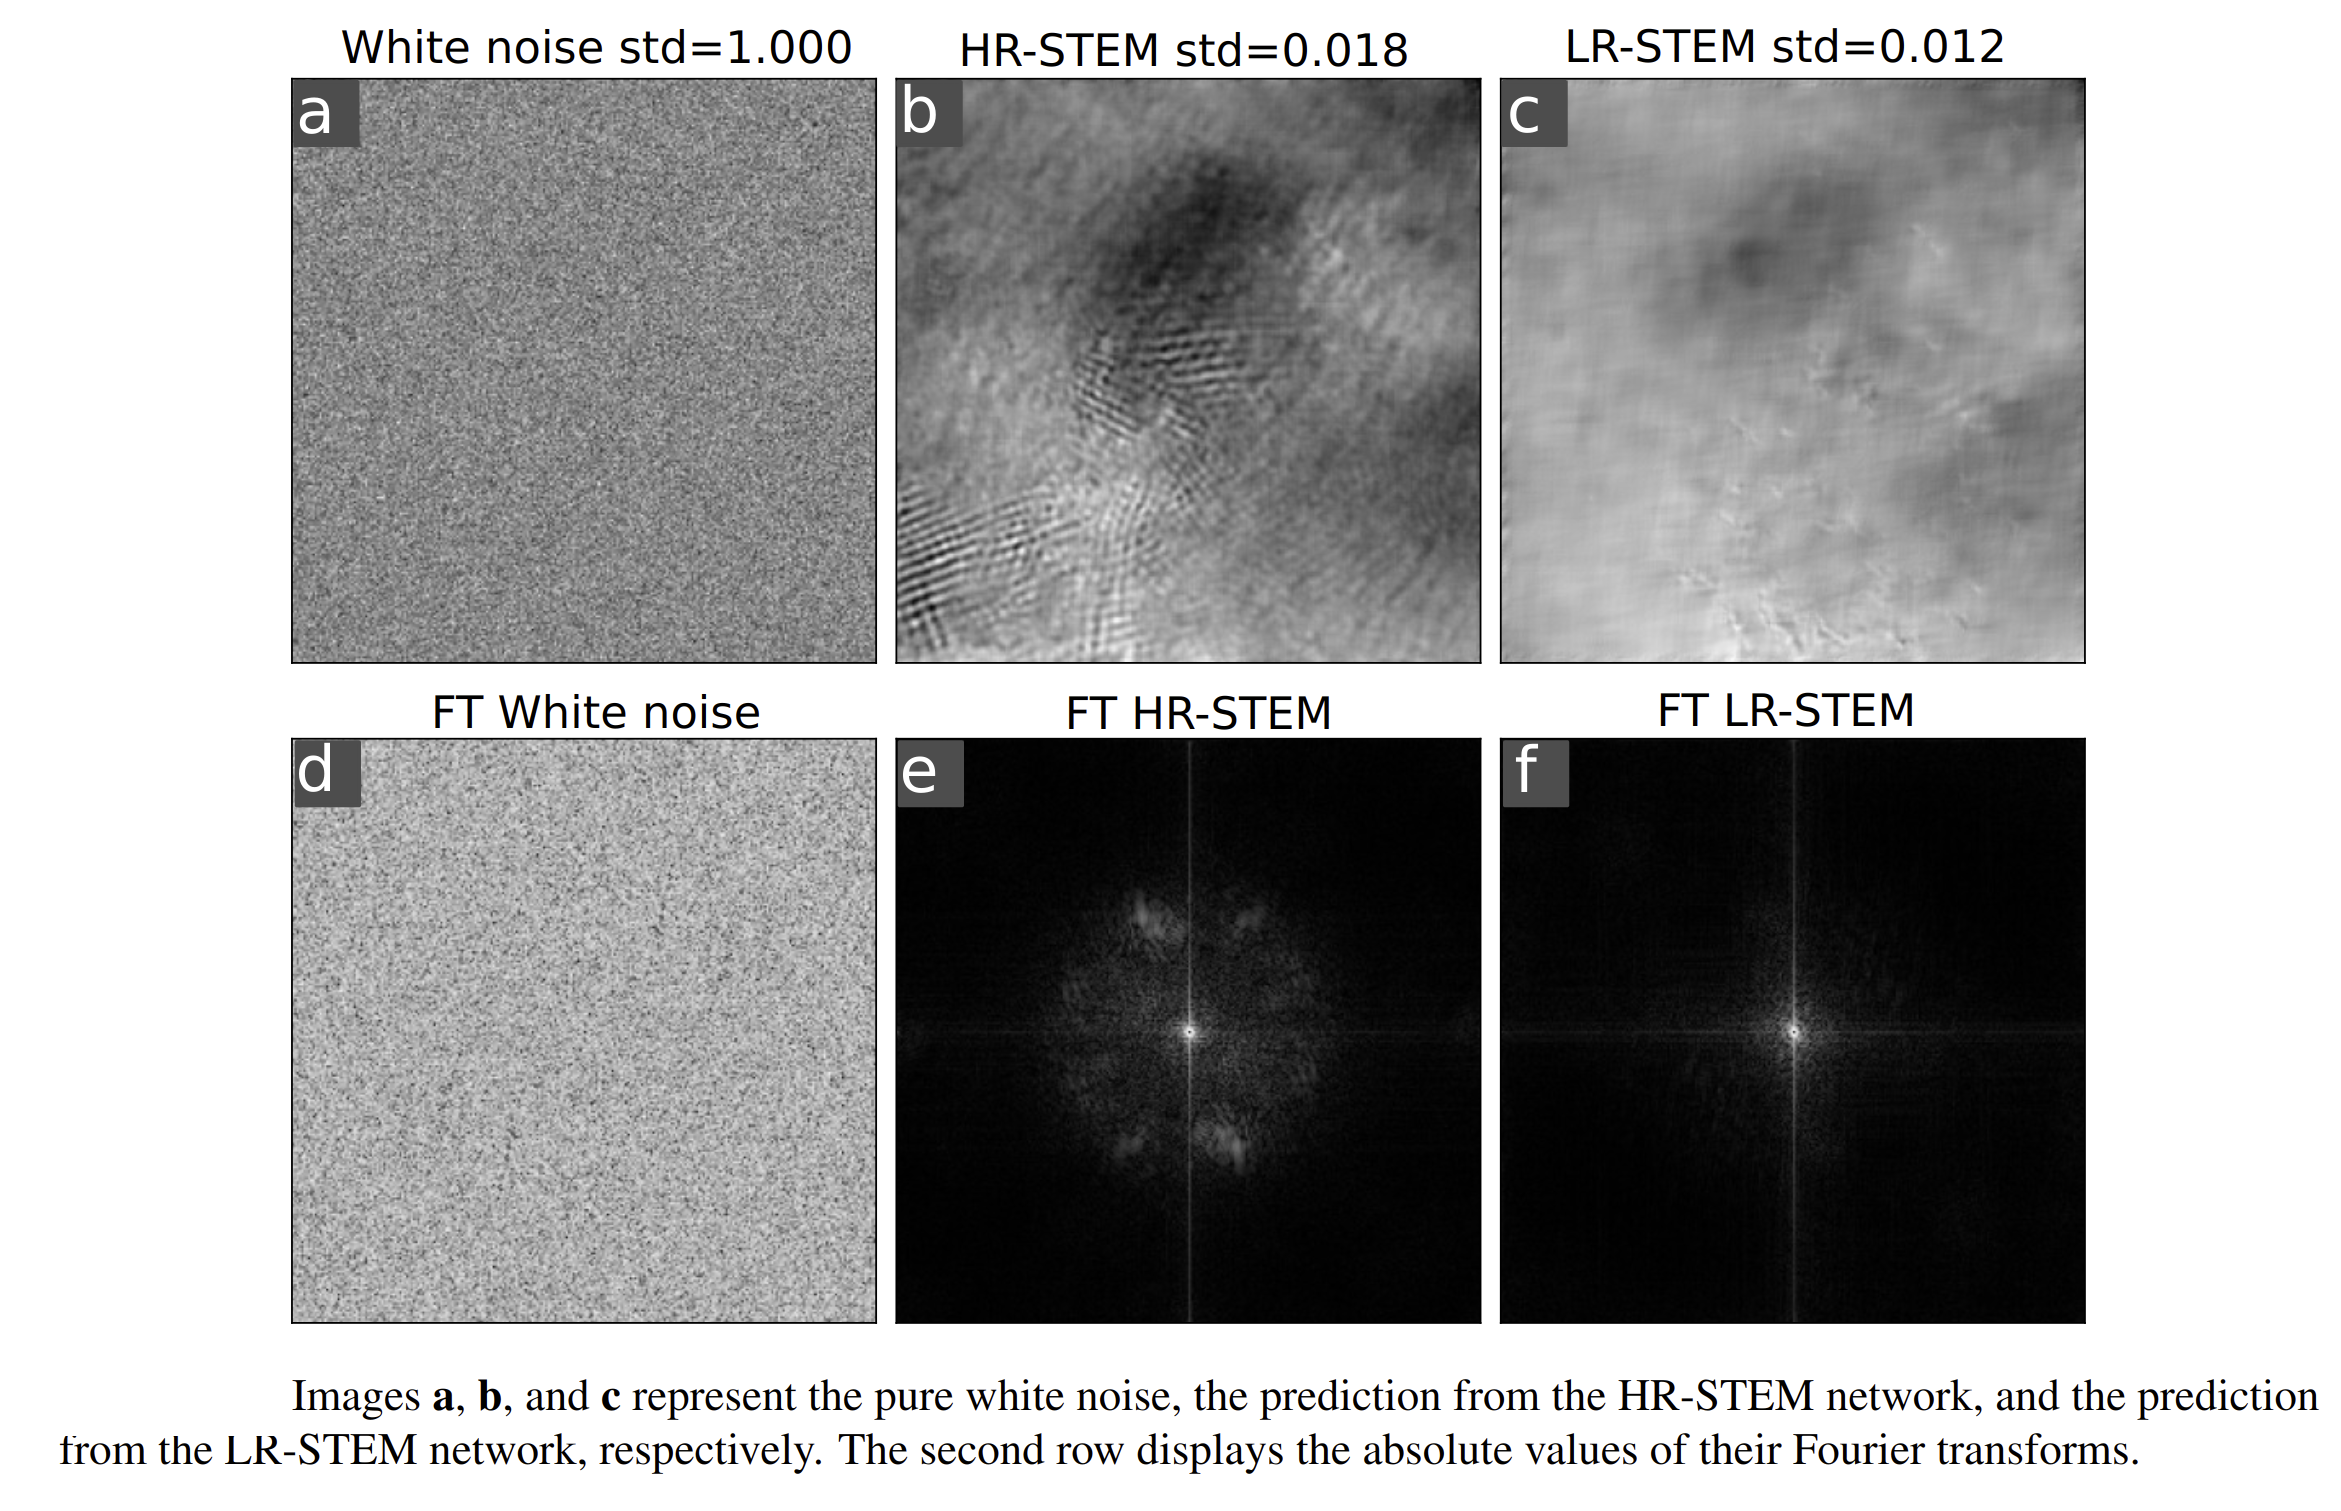 White noise std=1.000 HR-STEM std=0.018 LR-STEM std=0.012
a b c
FT White noise FT HR-STEM FT LR-STEM
d e f
Images a, b, and c represent the pure white noise, the prediction from the HR-STEM network, and the prediction
from the LR-STEM network, respectively. The second row displays the absolute values of their Fourier transforms.